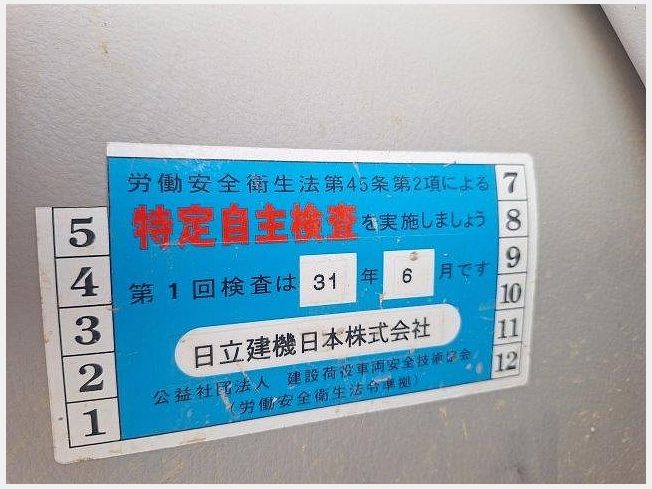 労働安全衛生法第45条第2項による
特定自主検査を実施しましょう
第1回検査は 31 年 6 月です
日立建機日本株式会社
公益社団法人 建設荷役車両安全技術協会
(労働安全衛生法令準拠)
5
4
3
2
1
7
8
9
10
11
12